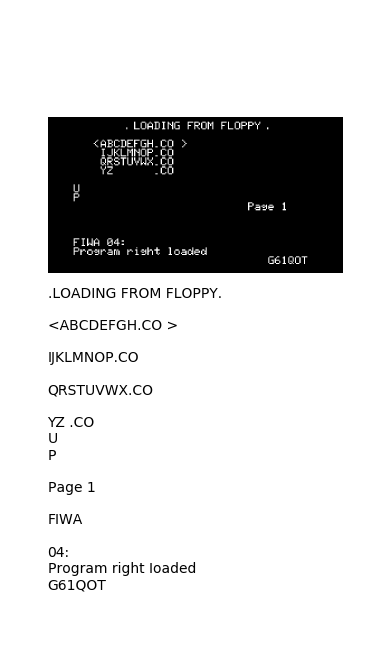 . LOADING FROM FLOPPY .
<ABCDEFGH.CO >
IJKLMNOP.CO
QRSTUVWX.CO
YZ      .CO
U
P
Page 1
FIWA 04:
Program right loaded
G61QOT
.LOADING FROM FLOPPY.
<ABCDEFGH.CO >
IJKLMNOP.CO
QRSTUVWX.CO
YZ .CO
U
P
Page 1
FIWA
04:
Program right loaded
G61QOT